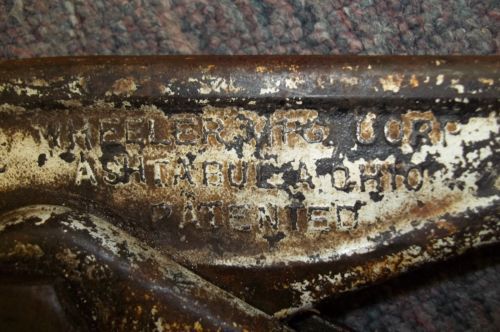 WHEELER MFG. CORP
ASHTABULA OHIO
PATENTED